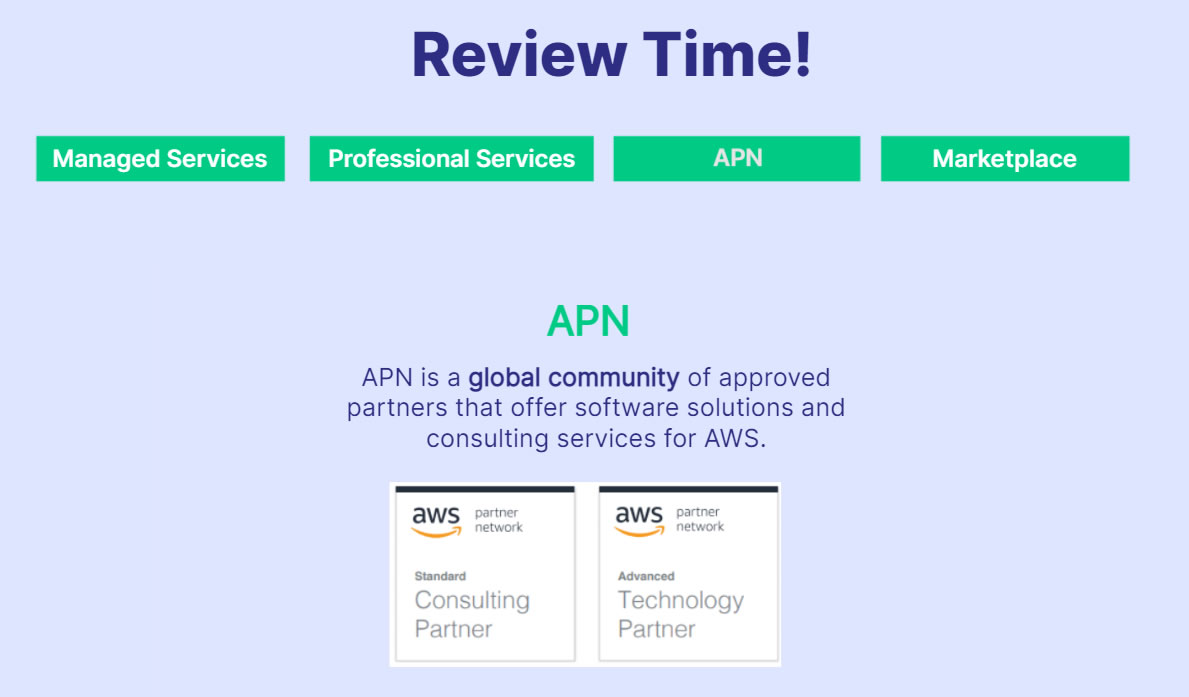 Review Time!
Managed Services
Professional Services
APN
Marketplace
APN
APN is a global community of approved
partners that offer software solutions and
consulting services for AWS.
aws partner
network
Standard
Consulting
Partner
aws partner
network
Advanced
Technology
Partner